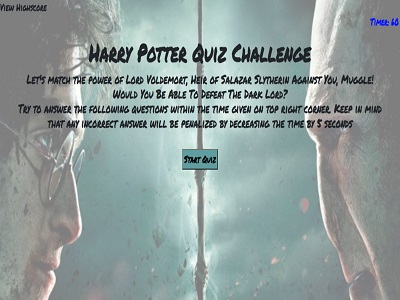 View Highscore
Timer: 60
Harry Potter Quiz Challenge
Let's match the power of Lord Voldemort, Heir of Salazar Slytherin Against You, Muggle!
Would You Be Able To Defeat The Dark Lord?
Try to answer the following questions within the time given on top right corner. Keep in mind
that any incorrect answer will be penalized by decreasing the time by 5 seconds
Start Quiz